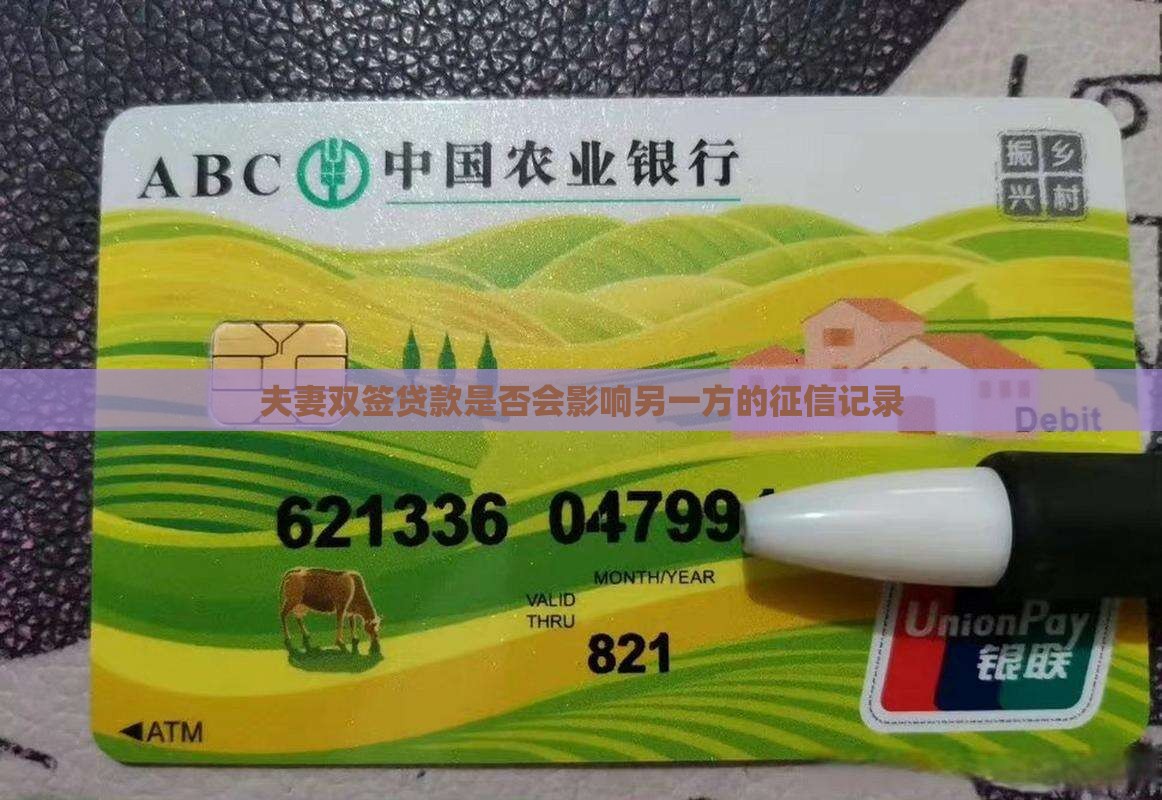 ABC 中国农业银行
振乡
兴村
夫妻双签贷款是否会影响另一方的征信记录
Debit
621336 04799
MONTH/YEAR
VALID
THRU
821
UnionPay
银联
ATM